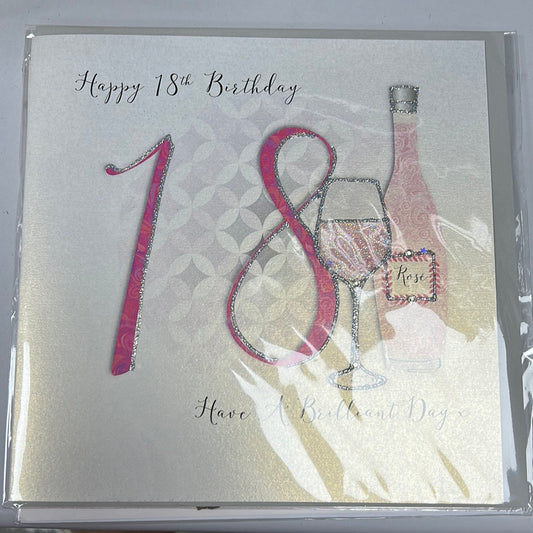 Happy 18th Birthday
18
Rosé
Have A Brilliant Day x